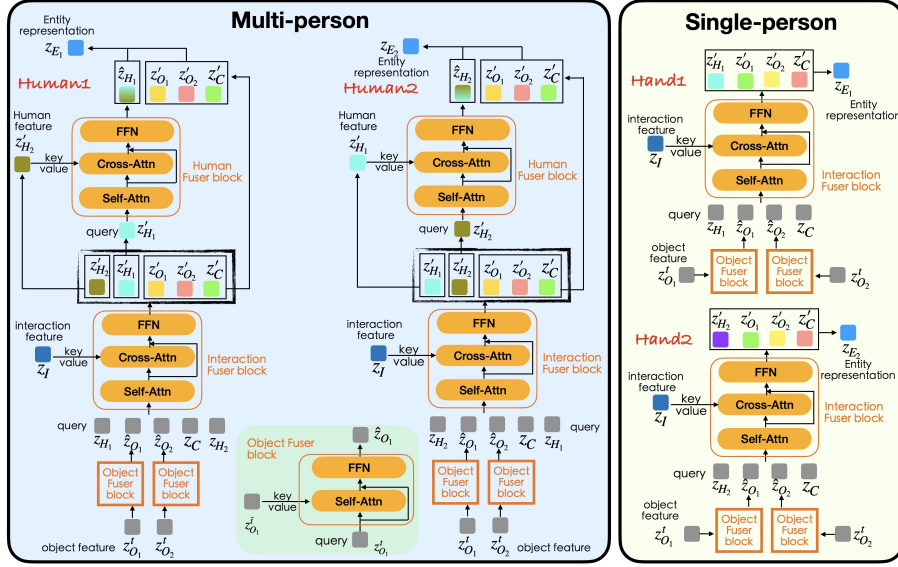 Multi-person
Entity
representation
z_{E_1}
Human1
ẑ_{H_1}
z'_{O_1} z'_{O_2} z'_C
Human feature
z'_{H_2}
key
value
FFN
Cross-Attn
Self-Attn
Human
Fuser block
query
z'_{H_1}
z'_{H_2} z'_{H_1} z'_{O_1} z'_{O_2} z'_C
interaction
feature
z_I
key
value
FFN
Cross-Attn
Self-Attn
Interaction
Fuser block
query
z_{H_1} ẑ_{O_1} ẑ_{O_2} z_C z_{H_2}
Object
Fuser
block
Object
Fuser
block
object feature
z^t_{O_1} z^t_{O_2}
z_{E_2}
Entity
representation
Human2
ẑ_{H_2}
z'_{O_1} z'_{O_2} z'_C
Human feature
z'_{H_1}
key
value
FFN
Cross-Attn
Self-Attn
Human
Fuser block
query
z'_{H_2}
z'_{H_1} z'_{H_2} z'_{O_1} z'_{O_2} z'_C
interaction
feature
z_I
key
value
FFN
Cross-Attn
Self-Attn
Interaction
Fuser block
query
z_{H_2} ẑ_{O_1} ẑ_{O_2} z_C z_{H_1}
Object
Fuser
block
Object
Fuser
block
z^t_{O_1} z^t_{O_2}
object feature
Object Fuser
block
ẑ_{O_1}
FFN
Self-Attn
key
value
z^{t̄}_{O_1}
query
z^t_{O_1}
Single-person
Hand1
z'_{H_1} z'_{O_1} z'_{O_2} z'_C
z_{E_1}
Entity
representation
interaction
feature
z_I
key
value
FFN
Cross-Attn
Self-Attn
Interaction
Fuser block
query
z_{H_1} ẑ_{O_1} ẑ_{O_2} z_C
object
feature
z^t_{O_1}
Object
Fuser
block
Object
Fuser
block
z^t_{O_2}
Hand2
z'_{H_2} z'_{O_1} z'_{O_2} z'_C
z_{E_2}
Entity
representation
interaction
feature
z_I
key
value
FFN
Cross-Attn
Self-Attn
Interaction
Fuser block
query
z_{H_2} ẑ_{O_1} ẑ_{O_2} z_C
object
feature
z^t_{O_1}
Object
Fuser
block
Object
Fuser
block
z^t_{O_2}